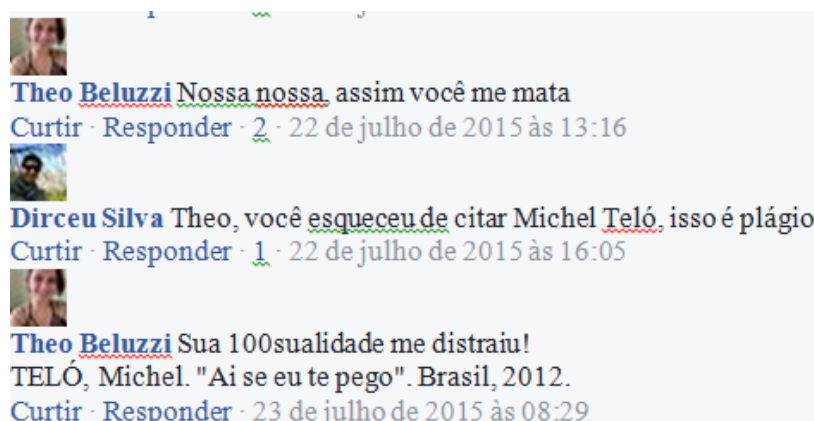 Theo Beluzzi Nossa nossa, assim você me mata
Curtir · Responder · 2 · 22 de julho de 2015 às 13:16
Dirceu Silva Theo, você esqueceu de citar Michel Teló, isso é plágio
Curtir · Responder · 1 · 22 de julho de 2015 às 16:05
Theo Beluzzi Sua 100sualidade me distraiu!
TELÓ, Michel. "Ai se eu te pego". Brasil, 2012.
Curtir · Responder · 23 de julho de 2015 às 08:29